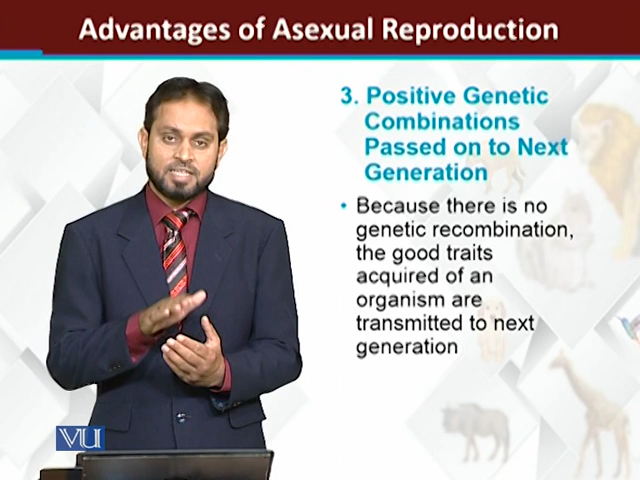 Advantages of Asexual Reproduction
3. Positive Genetic
Combinations
Passed on to Next
Generation
• Because there is no
genetic recombination,
the good traits
acquired of an
organism are
transmitted to next
generation
VU